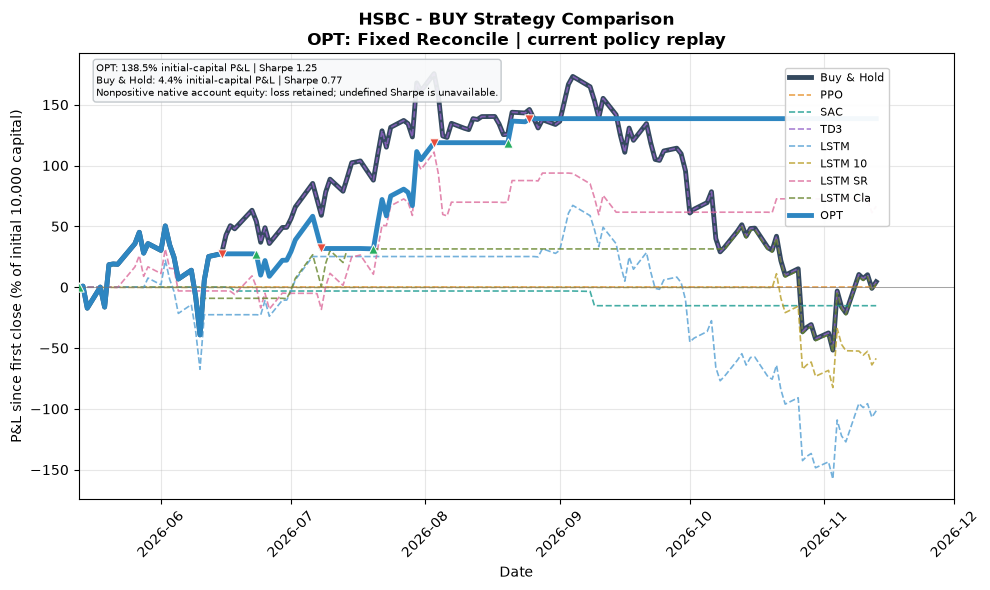 HSBC - BUY Strategy Comparison
OPT: Fixed Reconcile | current policy replay
OPT: 138.5% initial-capital P&L | Sharpe 1.25
Buy & Hold: 4.4% initial-capital P&L | Sharpe 0.77
Nonpositive native account equity: loss retained; undefined Sharpe is unavailable.
Buy & Hold
PPO
SAC
TD3
LSTM
LSTM 10
LSTM SR
LSTM Cla
OPT
P&L since first close (% of initial 10,000 capital)
150
100
50
0
−50
−100
−150
2026-06
2026-07
2026-08
2026-09
2026-10
2026-11
2026-12
Date